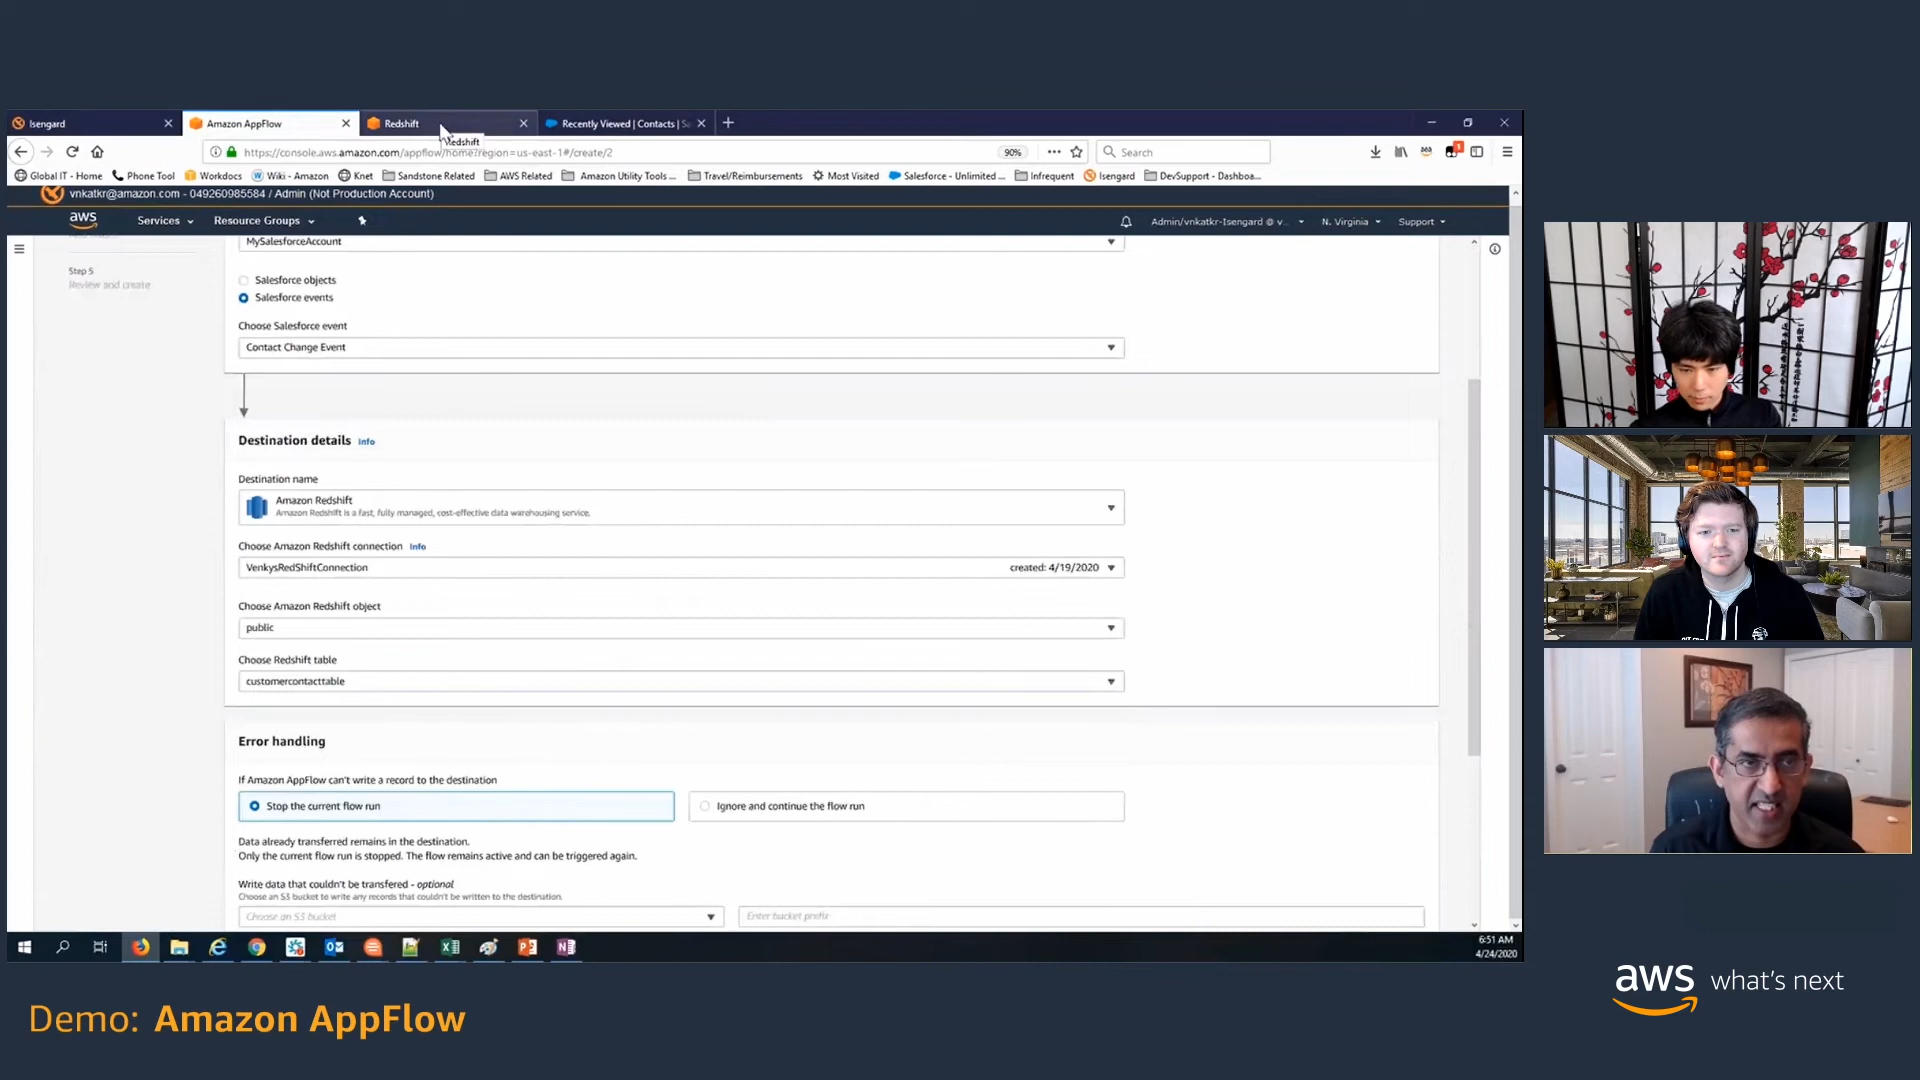 Isengard
Amazon AppFlow
Redshift
Recently Viewed | Contacts | Sa
Redshift
https://console.aws.amazon.com/appflow/home?region=us-east-1#/create/2
90%
Search
Global IT - Home
Phone Tool
Workdocs
Wiki - Amazon
Knet
Sandstone Related
AWS Related
Amazon Utility Tools ...
Travel/Reimbursements
Most Visited
Salesforce - Unlimited ...
Infrequent
Isengard
DevSupport - Dashboa...
vnkatkr@amazon.com - 049260985584 / Admin (Not Production Account)
aws
Services
Resource Groups
Admin/vnkatkr-Isengard @ v...
N. Virginia
Support
Step 5
Review and create
MySalesforceAccount
Salesforce objects
Salesforce events
Choose Salesforce event
Contact Change Event
Destination details Info
Destination name
Amazon Redshift
Amazon Redshift is a fast, fully managed, cost-effective data warehousing service.
Choose Amazon Redshift connection Info
VenkysRedShiftConnection created: 4/19/2020
Choose Amazon Redshift object
public
Choose Redshift table
customercontacttable
Error handling
If Amazon AppFlow can't write a record to the destination
Stop the current flow run
Ignore and continue the flow run
Data already transferred remains in the destination.
Only the current flow run is stopped. The flow remains active and can be triggered again.
Write data that couldn't be transfered - optional
Choose an S3 bucket to write any records that couldn't be written to the destination.
Choose an S3 bucket
Enter bucket prefix
6:51 AM
4/24/2020
Demo: Amazon AppFlow
aws what's next